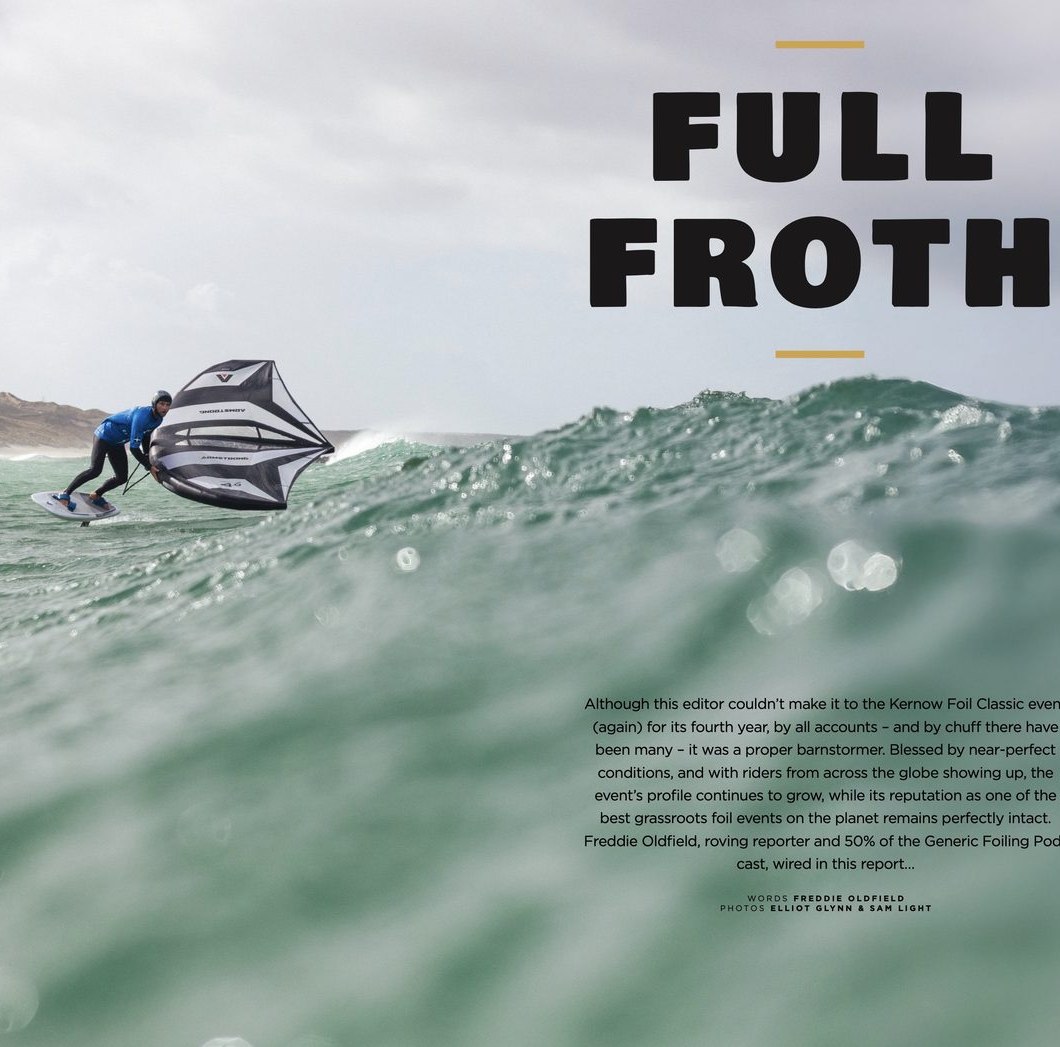 FULL
FROTH
ARMSTRONG
ARMSTRONG
Although this editor couldn't make it to the Kernow Foil Classic even
(again) for its fourth year, by all accounts – and by chuff there have
been many – it was a proper barnstormer. Blessed by near-perfect
conditions, and with riders from across the globe showing up, the
event's profile continues to grow, while its reputation as one of the
best grassroots foil events on the planet remains perfectly intact.
Freddie Oldfield, roving reporter and 50% of the Generic Foiling Pod
cast, wired in this report...
WORDS FREDDIE OLDFIELD
PHOTOS ELLIOT GLYNN & SAM LIGHT